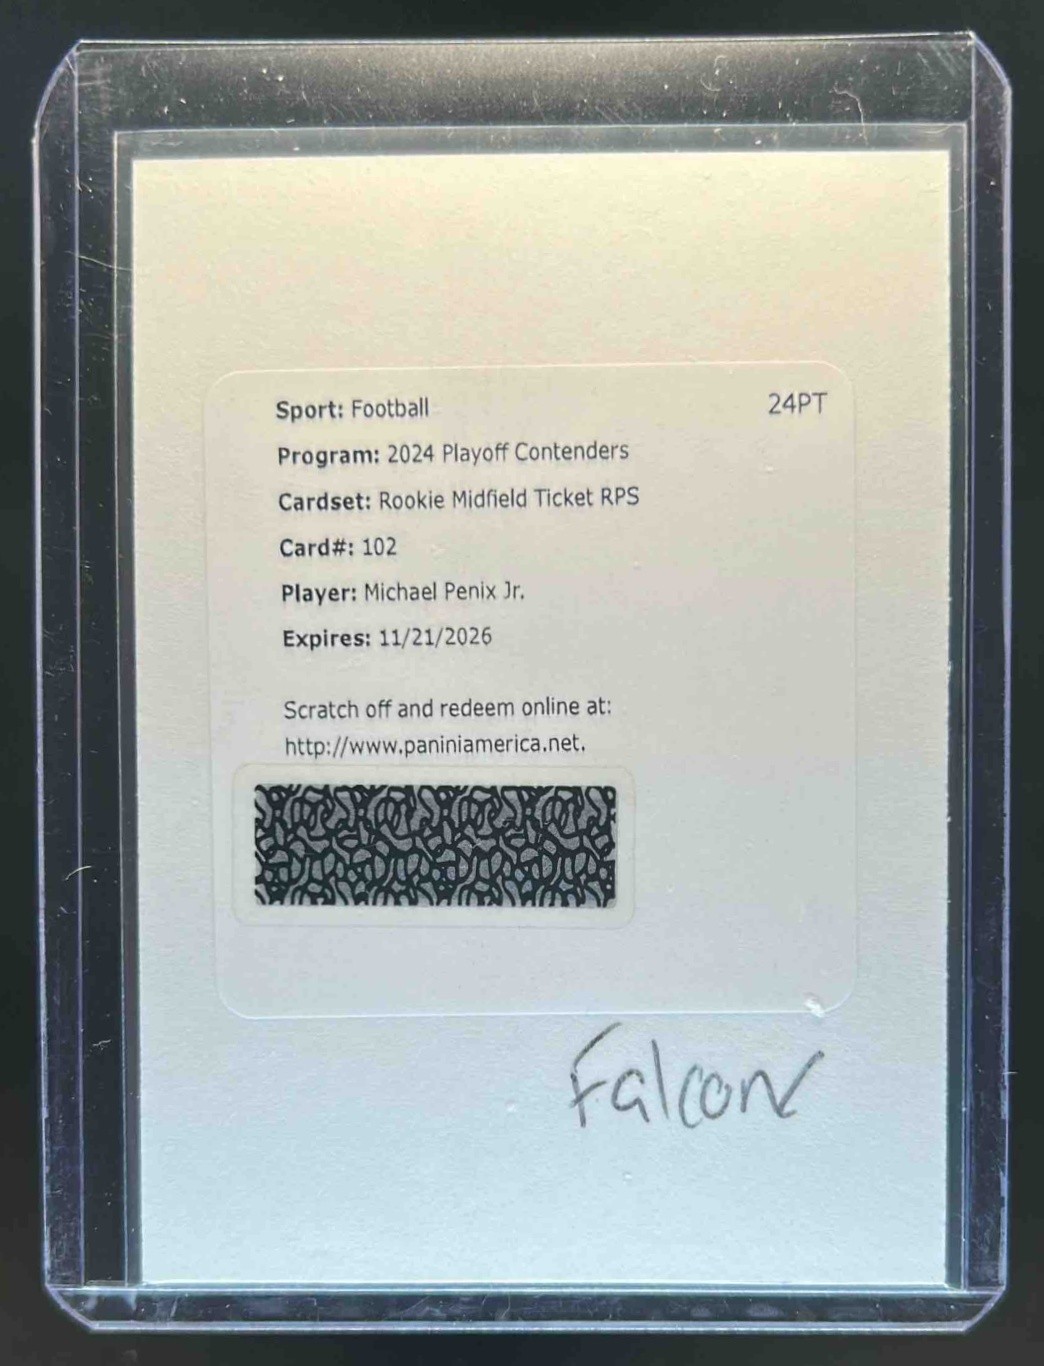 Sport: Football
24PT
Program: 2024 Playoff Contenders
Cardset: Rookie Midfield Ticket RPS
Card#: 102
Player: Michael Penix Jr.
Expires: 11/21/2026
Scratch off and redeem online at:
http://www.paniniamerica.net.
Falcon